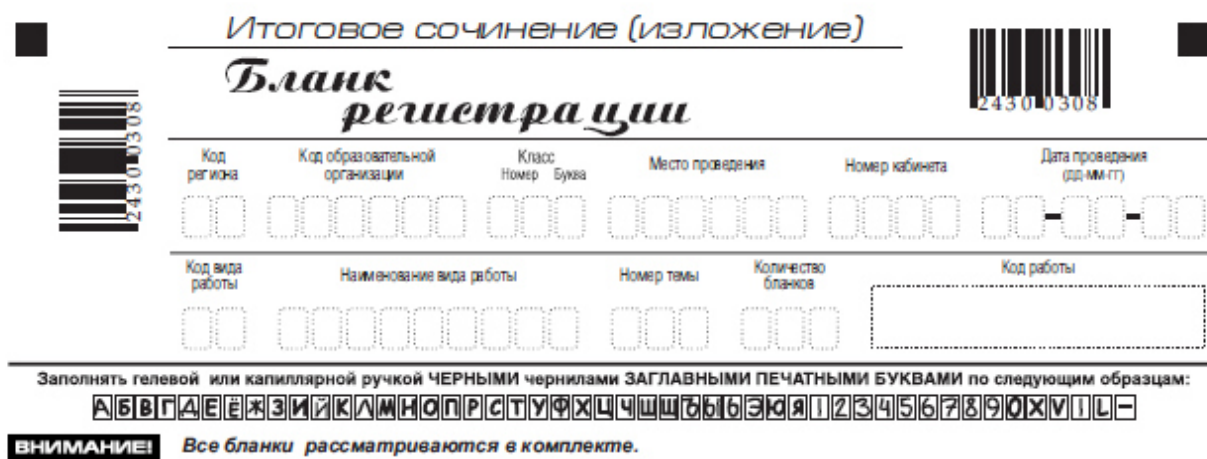 Итоговое сочинение (изложение)
Бланк
регистрации
2430 0308
2430 0308
Код региона
Код образовательной организации
Класс
Номер Буква
Место проведения
Номер кабинета
Дата проведения
(ДД-ММ-ГГ)
Код вида работы
Наименование вида работы
Номер темы
Количество бланков
Код работы
Заполнять гелевой или капиллярной ручкой ЧЕРНЫМИ чернилами ЗАГЛАВНЫМИ ПЕЧАТНЫМИ БУКВАМИ по следующим образцам:
АБВГДЕЁЖЗИЙКЛМНОПРСТУФХЦЧШЩЪЫЬЭЮЯ1234567890XVIL-
ВНИМАНИЕ! Все бланки рассматриваются в комплекте.